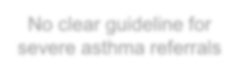 No clear guideline for
severe asthma referrals